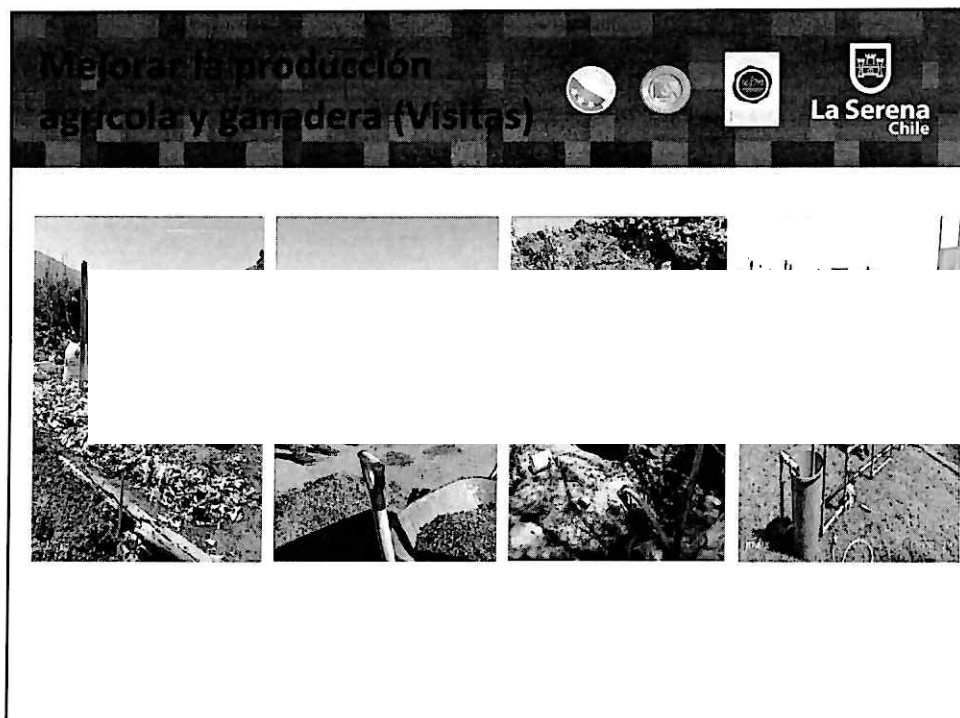 Mejorar la producción
agrícola y ganadera (Visitas)
La Serena
Chile